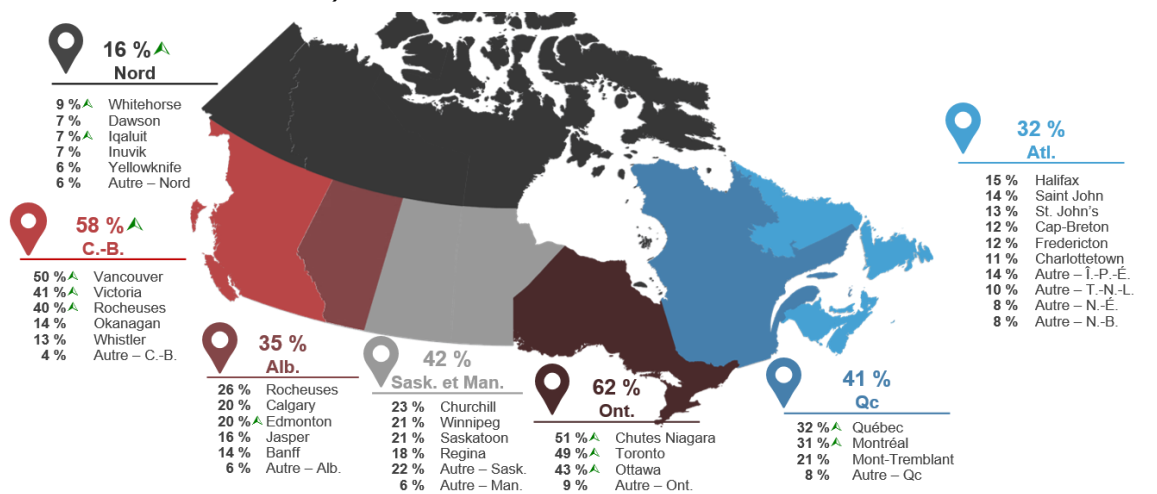 16 %
Nord
9 % Whitehorse
7 % Dawson
7 % Iqaluit
7 % Inuvik
6 % Yellowknife
6 % Autre – Nord
58 %
C.-B.
50 % Vancouver
41 % Victoria
40 % Rocheuses
14 % Okanagan
13 % Whistler
4 % Autre – C.-B.
35 %
Alb.
26 % Rocheuses
20 % Calgary
20 % Edmonton
16 % Jasper
14 % Banff
6 % Autre – Alb.
42 %
Sask. et Man.
23 % Churchill
21 % Winnipeg
21 % Saskatoon
18 % Regina
22 % Autre – Sask.
6 % Autre – Man.
62 %
Ont.
51 % Chutes Niagara
49 % Toronto
43 % Ottawa
9 % Autre – Ont.
41 %
Qc
32 % Québec
31 % Montréal
21 % Mont-Tremblant
8 % Autre – Qc
32 %
Atl.
15 % Halifax
14 % Saint John
13 % St. John's
12 % Cap-Breton
12 % Fredericton
11 % Charlottetown
14 % Autre – Î.-P.-É.
10 % Autre – T.-N.-L.
8 % Autre – N.-É.
8 % Autre – N.-B.